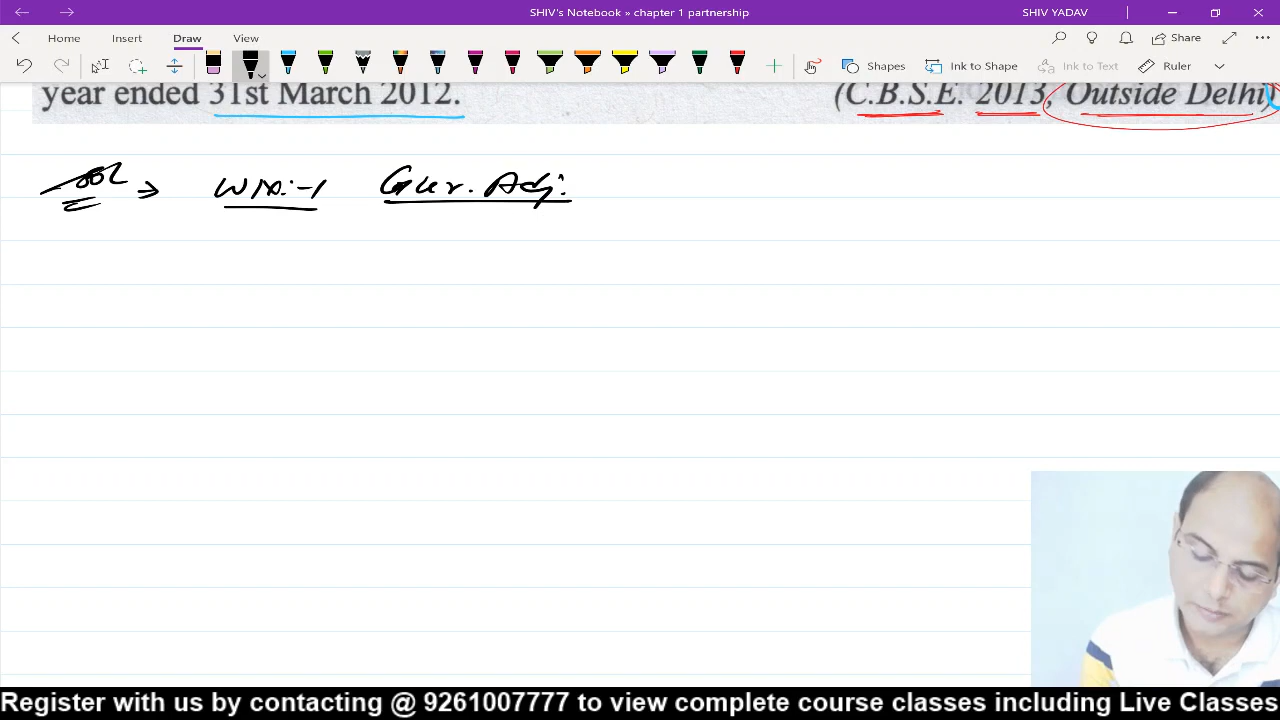 SHIV's Notebook » chapter 1 partnership
SHIV YADAV
Home Insert Draw View
Share
Shapes Ink to Shape Ink to Text Ruler
year ended 31st March 2012. (C.B.S.E. 2013, Outside Delhi)
Sol ⇒ W/N:-1 Guar. Adj:
Register with us by contacting @ 9261007777 to view complete course classes including Live Classes